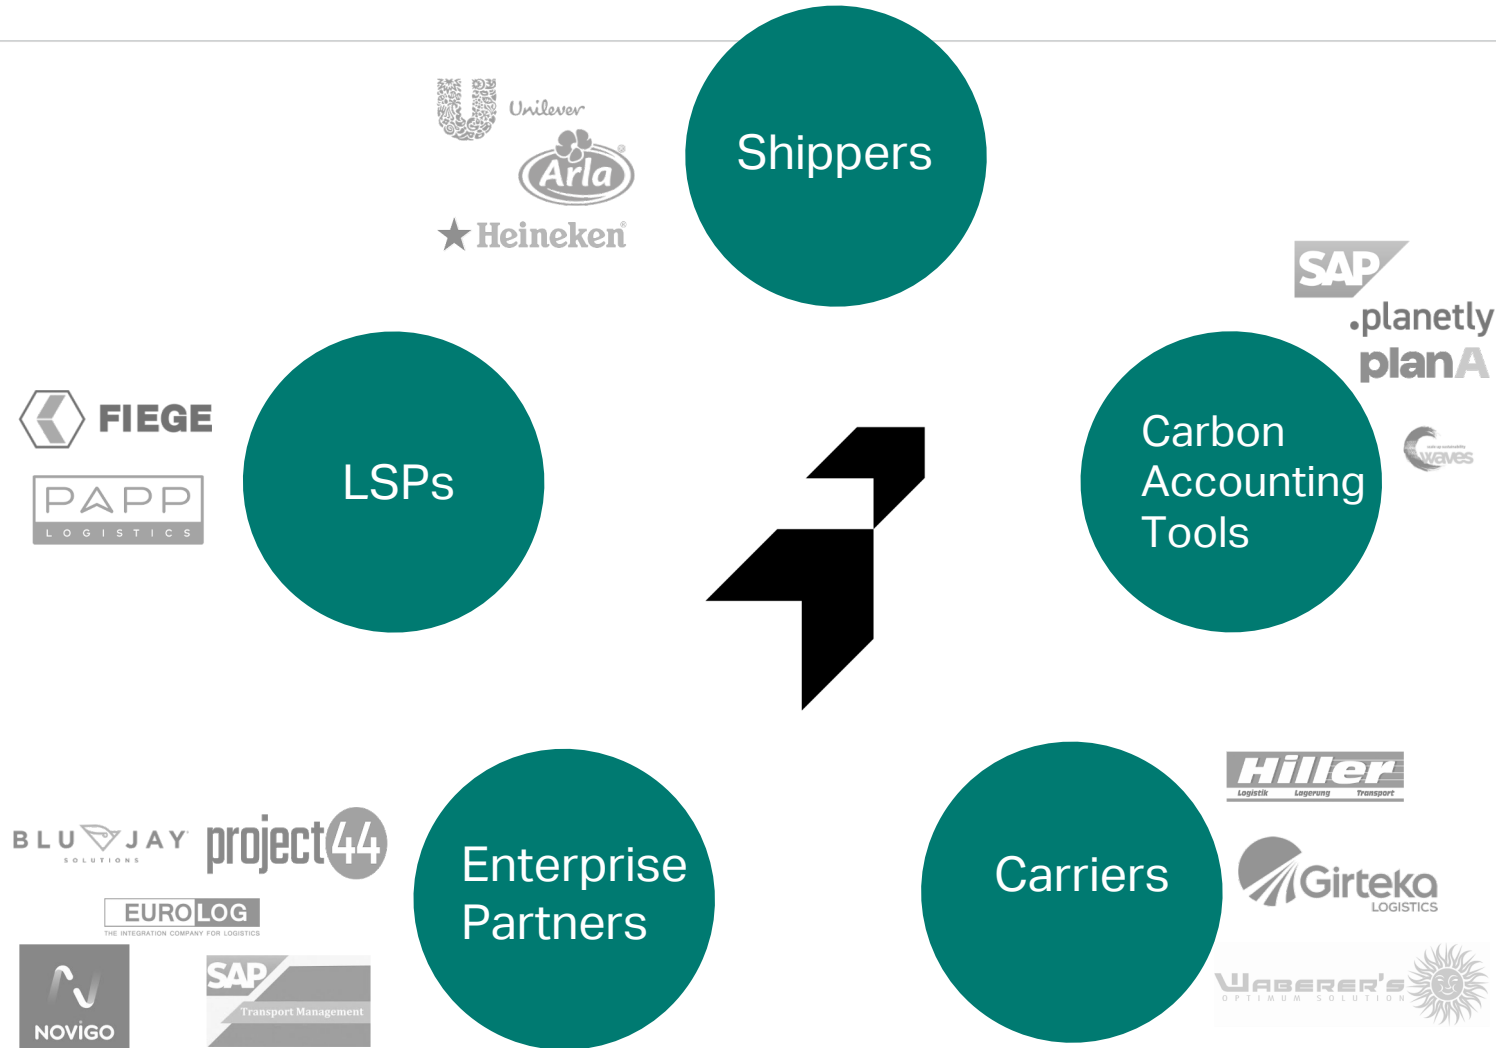 Unilever
Arla
Heineken
Shippers
SAP
.planetly
planA
waves
FIEGE
PAPP
LOGISTICS
LSPs
Carbon
Accounting
Tools
BLUJAY
SOLUTIONS
project44
EUROLOG
THE INTEGRATION COMPANY FOR LOGISTICS
NOVIGO
SAP
Transport Management
Enterprise
Partners
Carriers
Hiller
Logistik Lagerung Transport
Girteka
LOGISTICS
WABERER'S
OPTIMUM SOLUTION